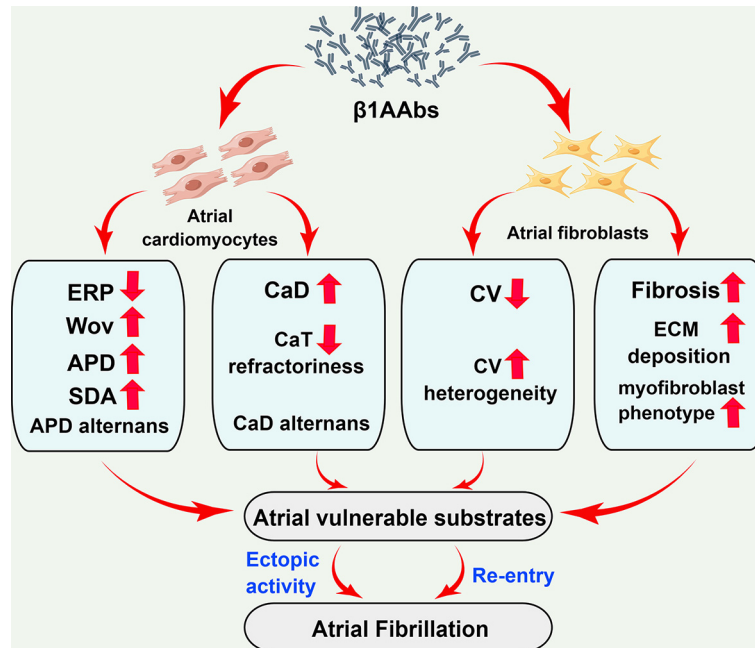 β1AAbs
Atrial
cardiomyocytes
Atrial fibroblasts
ERP
Wov
APD
SDA
APD alternans
CaD
CaT
refractoriness
CaD alternans
CV
CV
heterogeneity
Fibrosis
ECM
deposition
myofibroblast
phenotype
Atrial vulnerable substrates
Ectopic
activity
Re-entry
Atrial Fibrillation